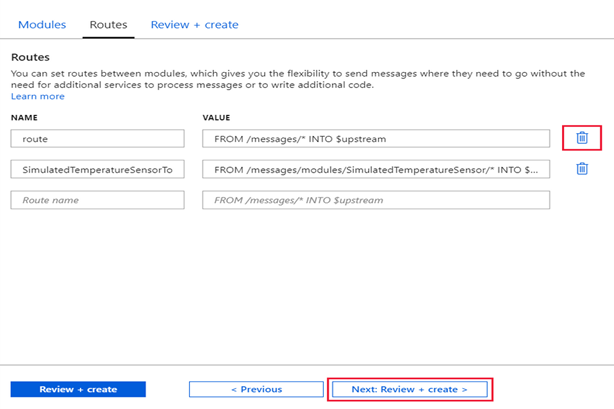 Modules Routes Review + create
Routes
You can set routes between modules, which gives you the flexibility to send messages where they need to go without the
need for additional services to process messages or to write additional code.
Learn more
NAME VALUE
route FROM /messages/* INTO $upstream
SimulatedTemperatureSensorTo FROM /messages/modules/SimulatedTemperatureSensor/* INTO $...
Route name FROM /messages/* INTO $upstream
Review + create < Previous Next: Review + create >